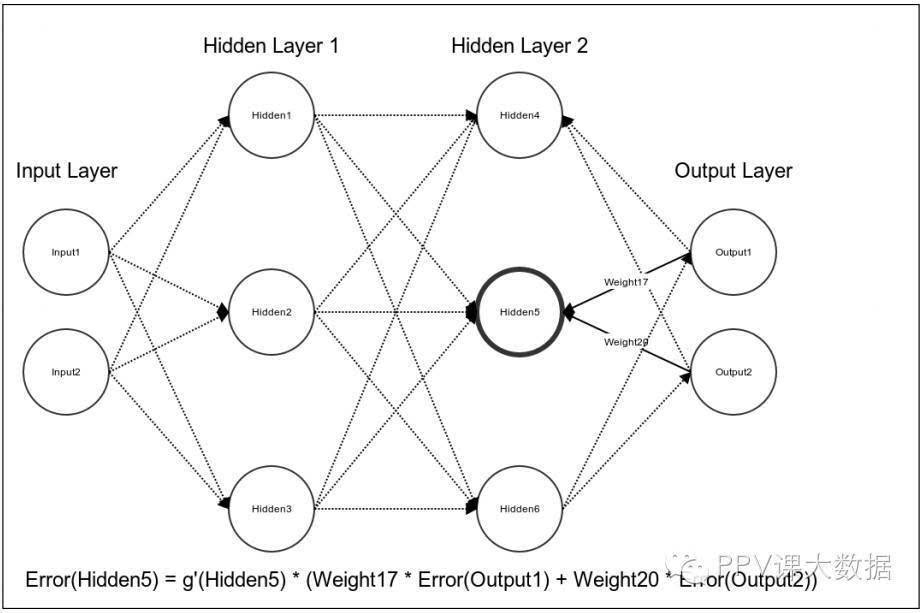 Hidden Layer 1
Hidden Layer 2
Hidden1
Hidden4
Input Layer
Output Layer
Input1
Output1
Weight17
Hidden2
Hidden5
Weight20
Input2
Output2
Hidden3
Hidden6
Error(Hidden5) = g'(Hidden5) * (Weight17 * Error(Output1) + Weight20 * Error(Output2))
PPV课大数据